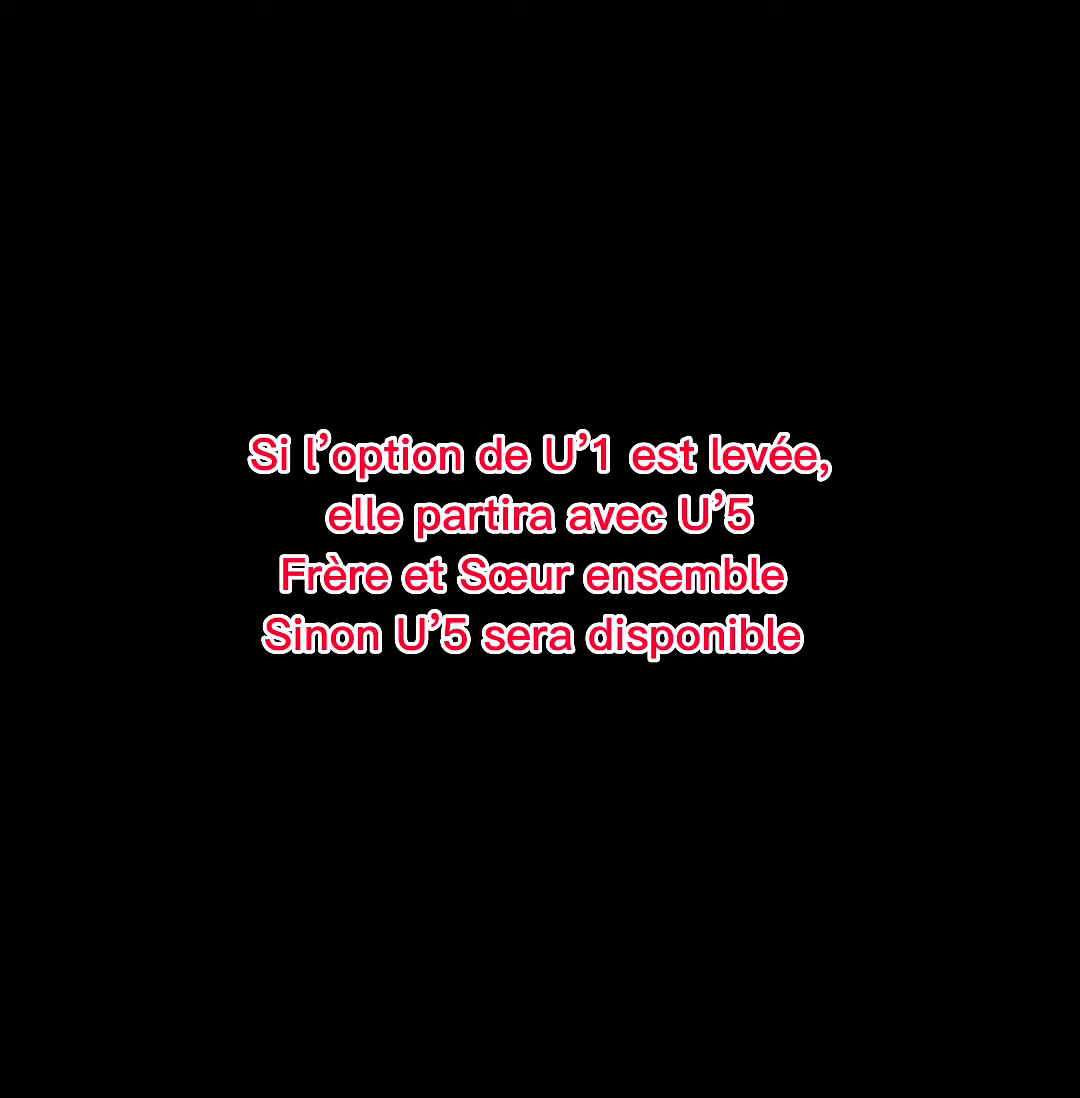 Si l’option de U’1 est levée,
elle partira avec U’5
Frère et Sœur ensemble
Sinon U’5 sera disponible